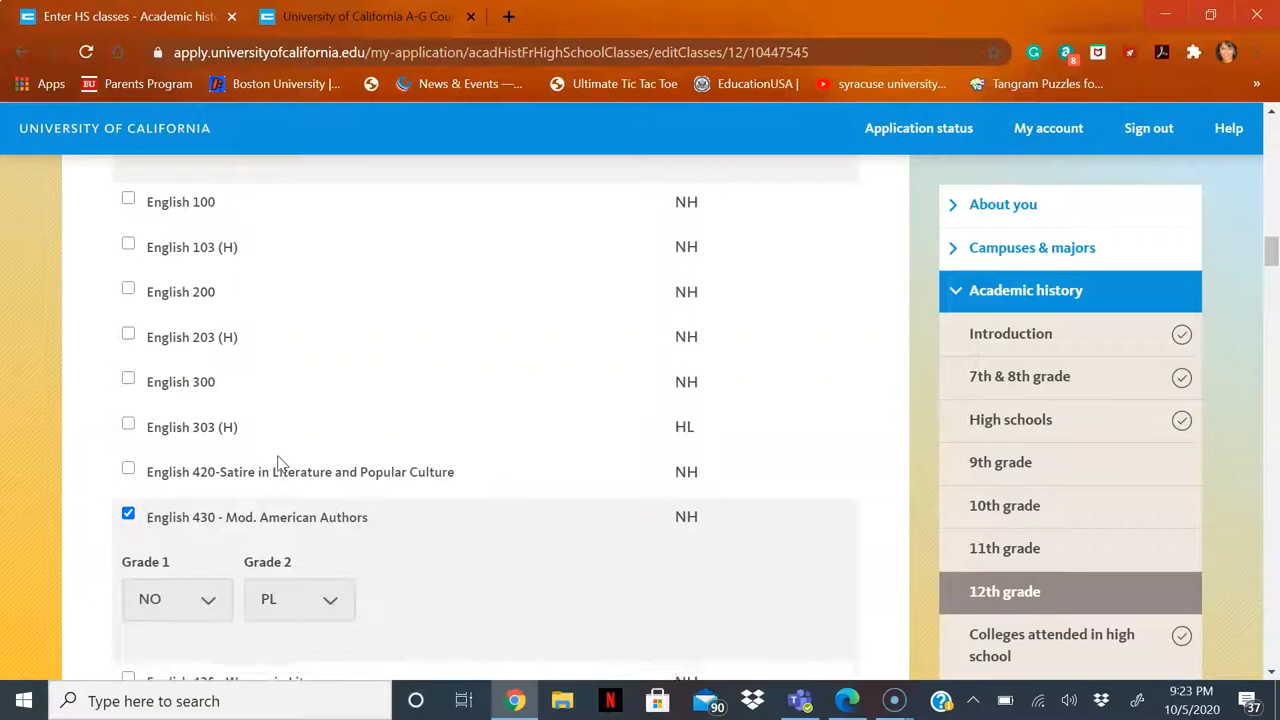 Enter HS classes - Academic hist
University of California A-G Cou
apply.universityofcalifornia.edu/my-application/acadHistFrHighSchoolClasses/editClasses/12/10447545
8
Apps
BU
Parents Program
Boston University |...
News & Events —...
Ultimate Tic Tac Toe
EducationUSA |
syracuse university...
Tangram Puzzles fo...
»
UNIVERSITY OF CALIFORNIA
Application status
My account
Sign out
Help
English 100 NH
English 103 (H) NH
English 200 NH
English 203 (H) NH
English 300 NH
English 303 (H) HL
English 420-Satire in Literature and Popular Culture NH
English 430 - Mod. American Authors NH
Grade 1 Grade 2
NO PL
About you
Campuses & majors
Academic history
Introduction
7th & 8th grade
High schools
9th grade
10th grade
11th grade
12th grade
Colleges attended in high
school
Type here to search
90
9:23 PM
10/5/2020
37